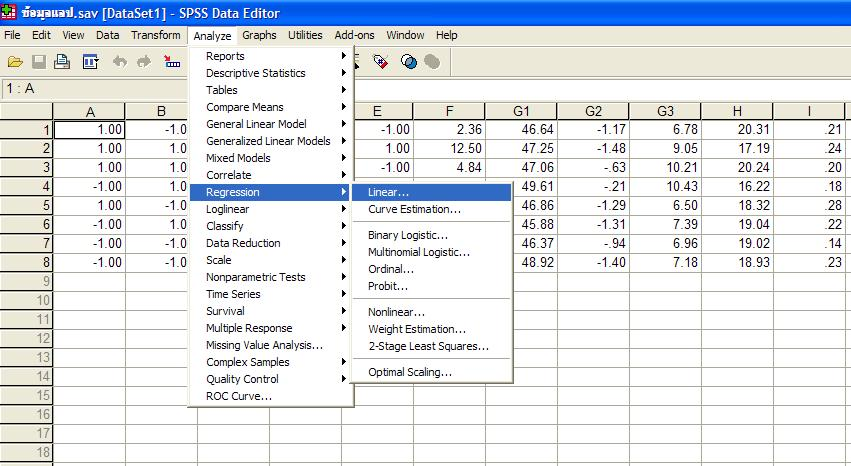 ข้อมูลแอป.sav [DataSet1] - SPSS Data Editor
File Edit View Data Transform Analyze Graphs Utilities Add-ons Window Help
1 : A
A B E F G1 G2 G3 H I
1 1.00 -1.0 -1.00 2.36 46.64 -1.17 6.78 20.31 .21
2 1.00 1.0 1.00 12.50 47.25 -1.48 9.05 17.19 .24
3 1.00 1.0 -1.00 4.84 47.06 -.63 10.21 20.24 .20
4 -1.00 -1.0 49.61 -.21 10.43 16.22 .18
5 1.00 1.0 46.86 -1.29 6.50 18.32 .28
6 -1.00 1.0 45.88 -1.31 7.39 19.04 .22
7 -1.00 -1.0 46.37 -.94 6.96 19.02 .14
8 -1.00 -1.0 48.92 -1.40 7.18 18.93 .23
9
10
11
12
13
14
15
16
17
18
Reports
Descriptive Statistics
Tables
Compare Means
General Linear Model
Generalized Linear Models
Mixed Models
Correlate
Regression
Loglinear
Classify
Data Reduction
Scale
Nonparametric Tests
Time Series
Survival
Multiple Response
Missing Value Analysis...
Complex Samples
Quality Control
ROC Curve...
Linear...
Curve Estimation...
Binary Logistic...
Multinomial Logistic...
Ordinal...
Probit...
Nonlinear...
Weight Estimation...
2-Stage Least Squares...
Optimal Scaling...